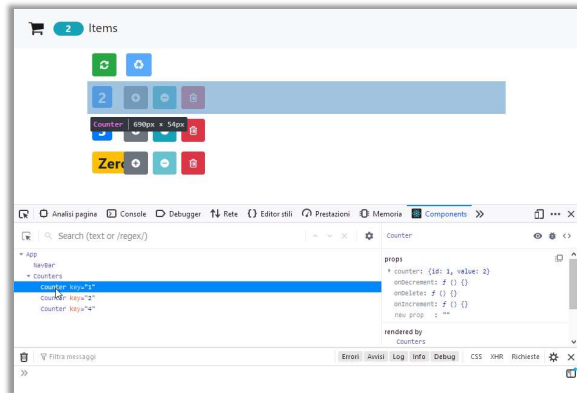 2 Items
2
Counter | 690px × 54px
3
Zero
Analisi pagina Console Debugger Rete Editor stili Prestazioni Memoria Components
Search (text or /regex/)
Counter
App
NavBar
Counters
Counter key="1"
Counter key="2"
Counter key="4"
props
counter: {id: 1, value: 2}
onDecrement: ƒ () {}
onDelete: ƒ () {}
onIncrement: ƒ () {}
new prop : ""
rendered by
Counters
Filtra messaggi
Errori Avvisi Log Info Debug CSS XHR Richieste